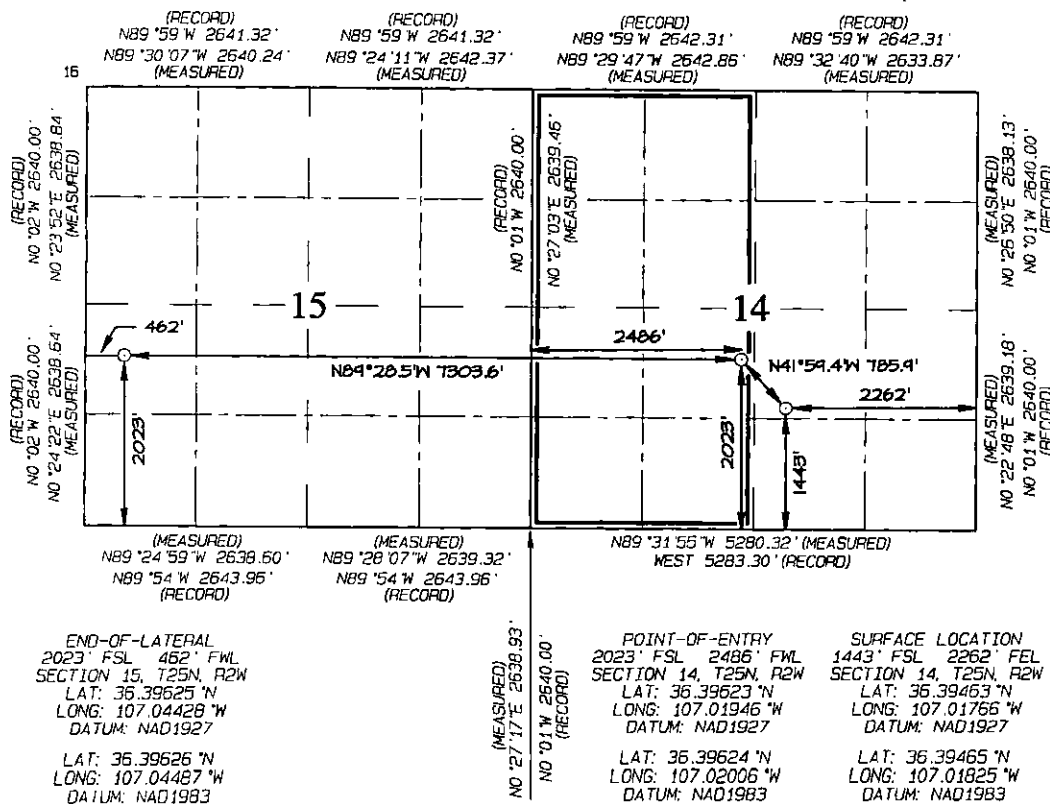 (RECORD)
N89 °59'W 2641.32'
N89 °30'07"W 2640.24'
(MEASURED)
(RECORD)
N89 °59'W 2641.32'
N89 °24'11"W 2642.37'
(MEASURED)
(RECORD)
N89 °59'W 2642.31'
N89 °29'47"W 2642.86'
(MEASURED)
(RECORD)
N89 °59'W 2642.31'
N89 °32'40"W 2633.87'
(MEASURED)
16
(RECORD)
N0 °02'W 2640.00'
N0 °23'52"E 2638.84'
(MEASURED)
(RECORD)
N0 °01'W 2640.00'
N0 °27'03"E 2639.46'
(MEASURED)
(MEASURED)
N0 °26'50"E 2638.13'
N0 °01'W 2640.00'
(RECORD)
15
14
462'
2486'
N89°28.5'W 7303.6'
N41°59.4'W 785.9'
2262'
(RECORD)
N0 °02'W 2640.00'
N0 °24'22"E 2638.64'
(MEASURED)
2023'
2023'
1443'
(MEASURED)
N0 °22'48"E 2639.18'
N0 °01'W 2640.00'
(RECORD)
(MEASURED)
N89 °24'59"W 2638.60'
N89 °54'W 2643.96'
(RECORD)
(MEASURED)
N89 °28'07"W 2639.32'
N89 °54'W 2643.96'
(RECORD)
N89 °31'55"W 5280.32' (MEASURED)
WEST 5283.30' (RECORD)
(MEASURED)
N0 °27'17"E 2638.93'
N0 °01'W 2640.00'
(RECORD)
END-OF-LATERAL
2023' FSL 462' FWL
SECTION 15, T25N, R2W
LAT: 36.39625 °N
LONG: 107.04428 °W
DATUM: NAD1927
LAT: 36.39626 °N
LONG: 107.04487 °W
DATUM: NAD1983
POINT-OF-ENTRY
2023' FSL 2486' FWL
SECTION 14, T25N, R2W
LAT: 36.39623 °N
LONG: 107.01946 °W
DATUM: NAD1927
LAT: 36.39624 °N
LONG: 107.02006 °W
DATUM: NAD1983
SURFACE LOCATION
1443' FSL 2262' FEL
SECTION 14, T25N, R2W
LAT: 36.39463 °N
LONG: 107.01766 °W
DATUM: NAD1927
LAT: 36.39465 °N
LONG: 107.01825 °W
DATUM: NAD1983